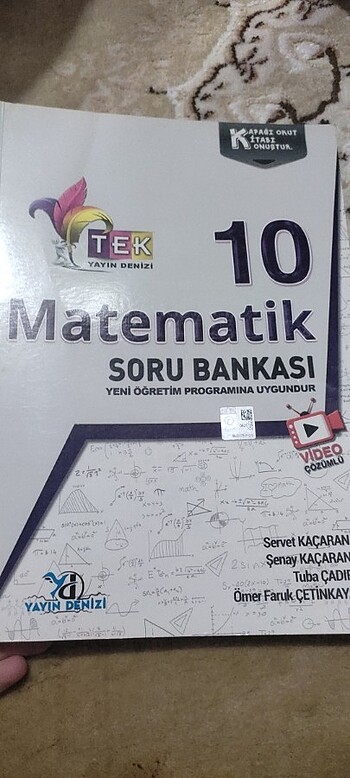 KAPAĞI OKUT
KİTABI
KONUŞTUR.
TEK
YAYIN DENİZİ
10
Matematik
SORU BANKASI
YENİ ÖĞRETİM PROGRAMINA UYGUNDUR
VİDEO
ÇÖZÜMLÜ
Servet KAÇARAN
Şenay KAÇARAN
Tuba ÇADIR
Ömer Faruk ÇETİNKAY
YAYIN DENİZİ